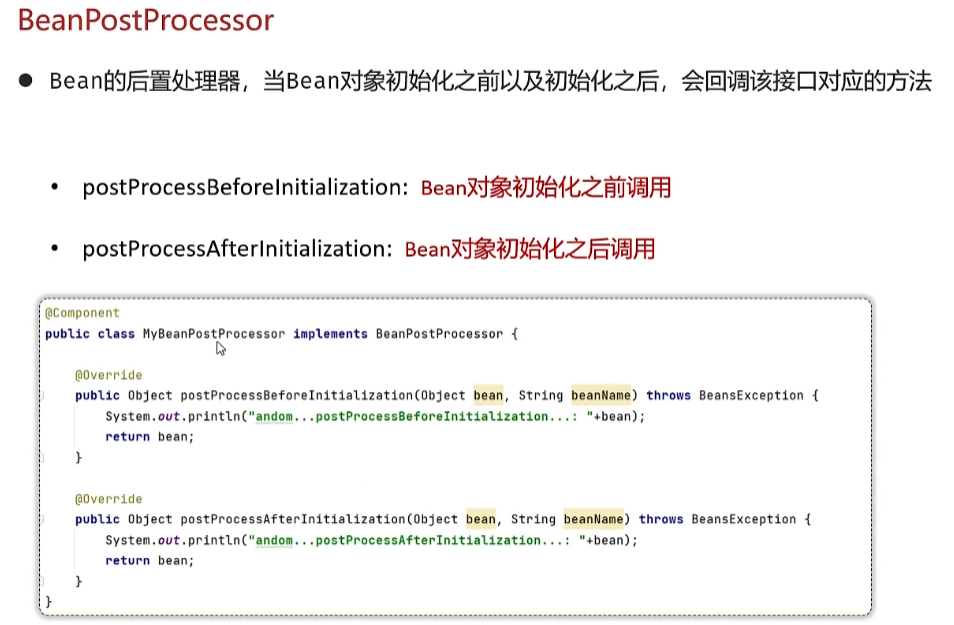 BeanPostProcessor
● Bean的后置处理器，当Bean对象初始化之前以及初始化之后，会回调该接口对应的方法
• postProcessBeforeInitialization: Bean对象初始化之前调用
• postProcessAfterInitialization: Bean对象初始化之后调用
@Component
public class MyBeanPostProcessor implements BeanPostProcessor {
@Override
public Object postProcessBeforeInitialization(Object bean, String beanName) throws BeansException {
System.out.println("andom...postProcessBeforeInitialization...: "+bean);
return bean;
}
@Override
public Object postProcessAfterInitialization(Object bean, String beanName) throws BeansException {
System.out.println("andom...postProcessAfterInitialization...: "+bean);
return bean;
}
}